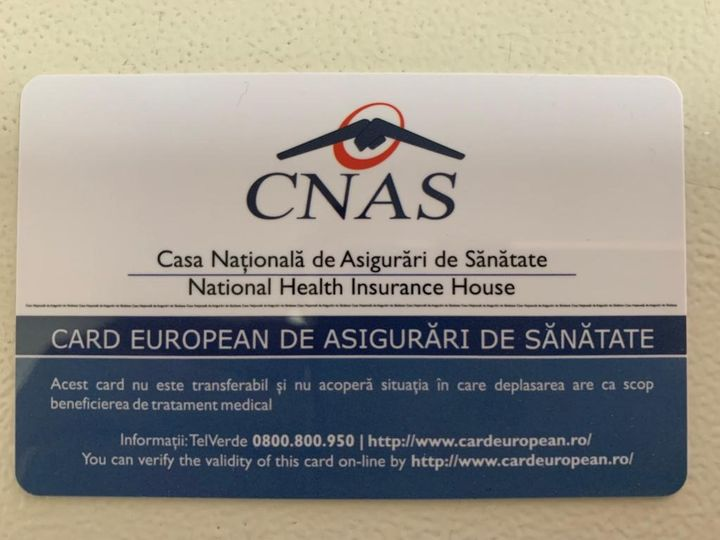 CNAS
Casa Națională de Asigurări de Sănătate
National Health Insurance House
CARD EUROPEAN DE ASIGURĂRI DE SĂNĂTATE
Acest card nu este transferabil și nu acoperă situația în care deplasarea are ca scop
beneficierea de tratament medical
Informații: TelVerde 0800.800.950 | http://www.cardeuropean.ro/
You can verify the validity of this card on-line by http://www.cardeuropean.ro/